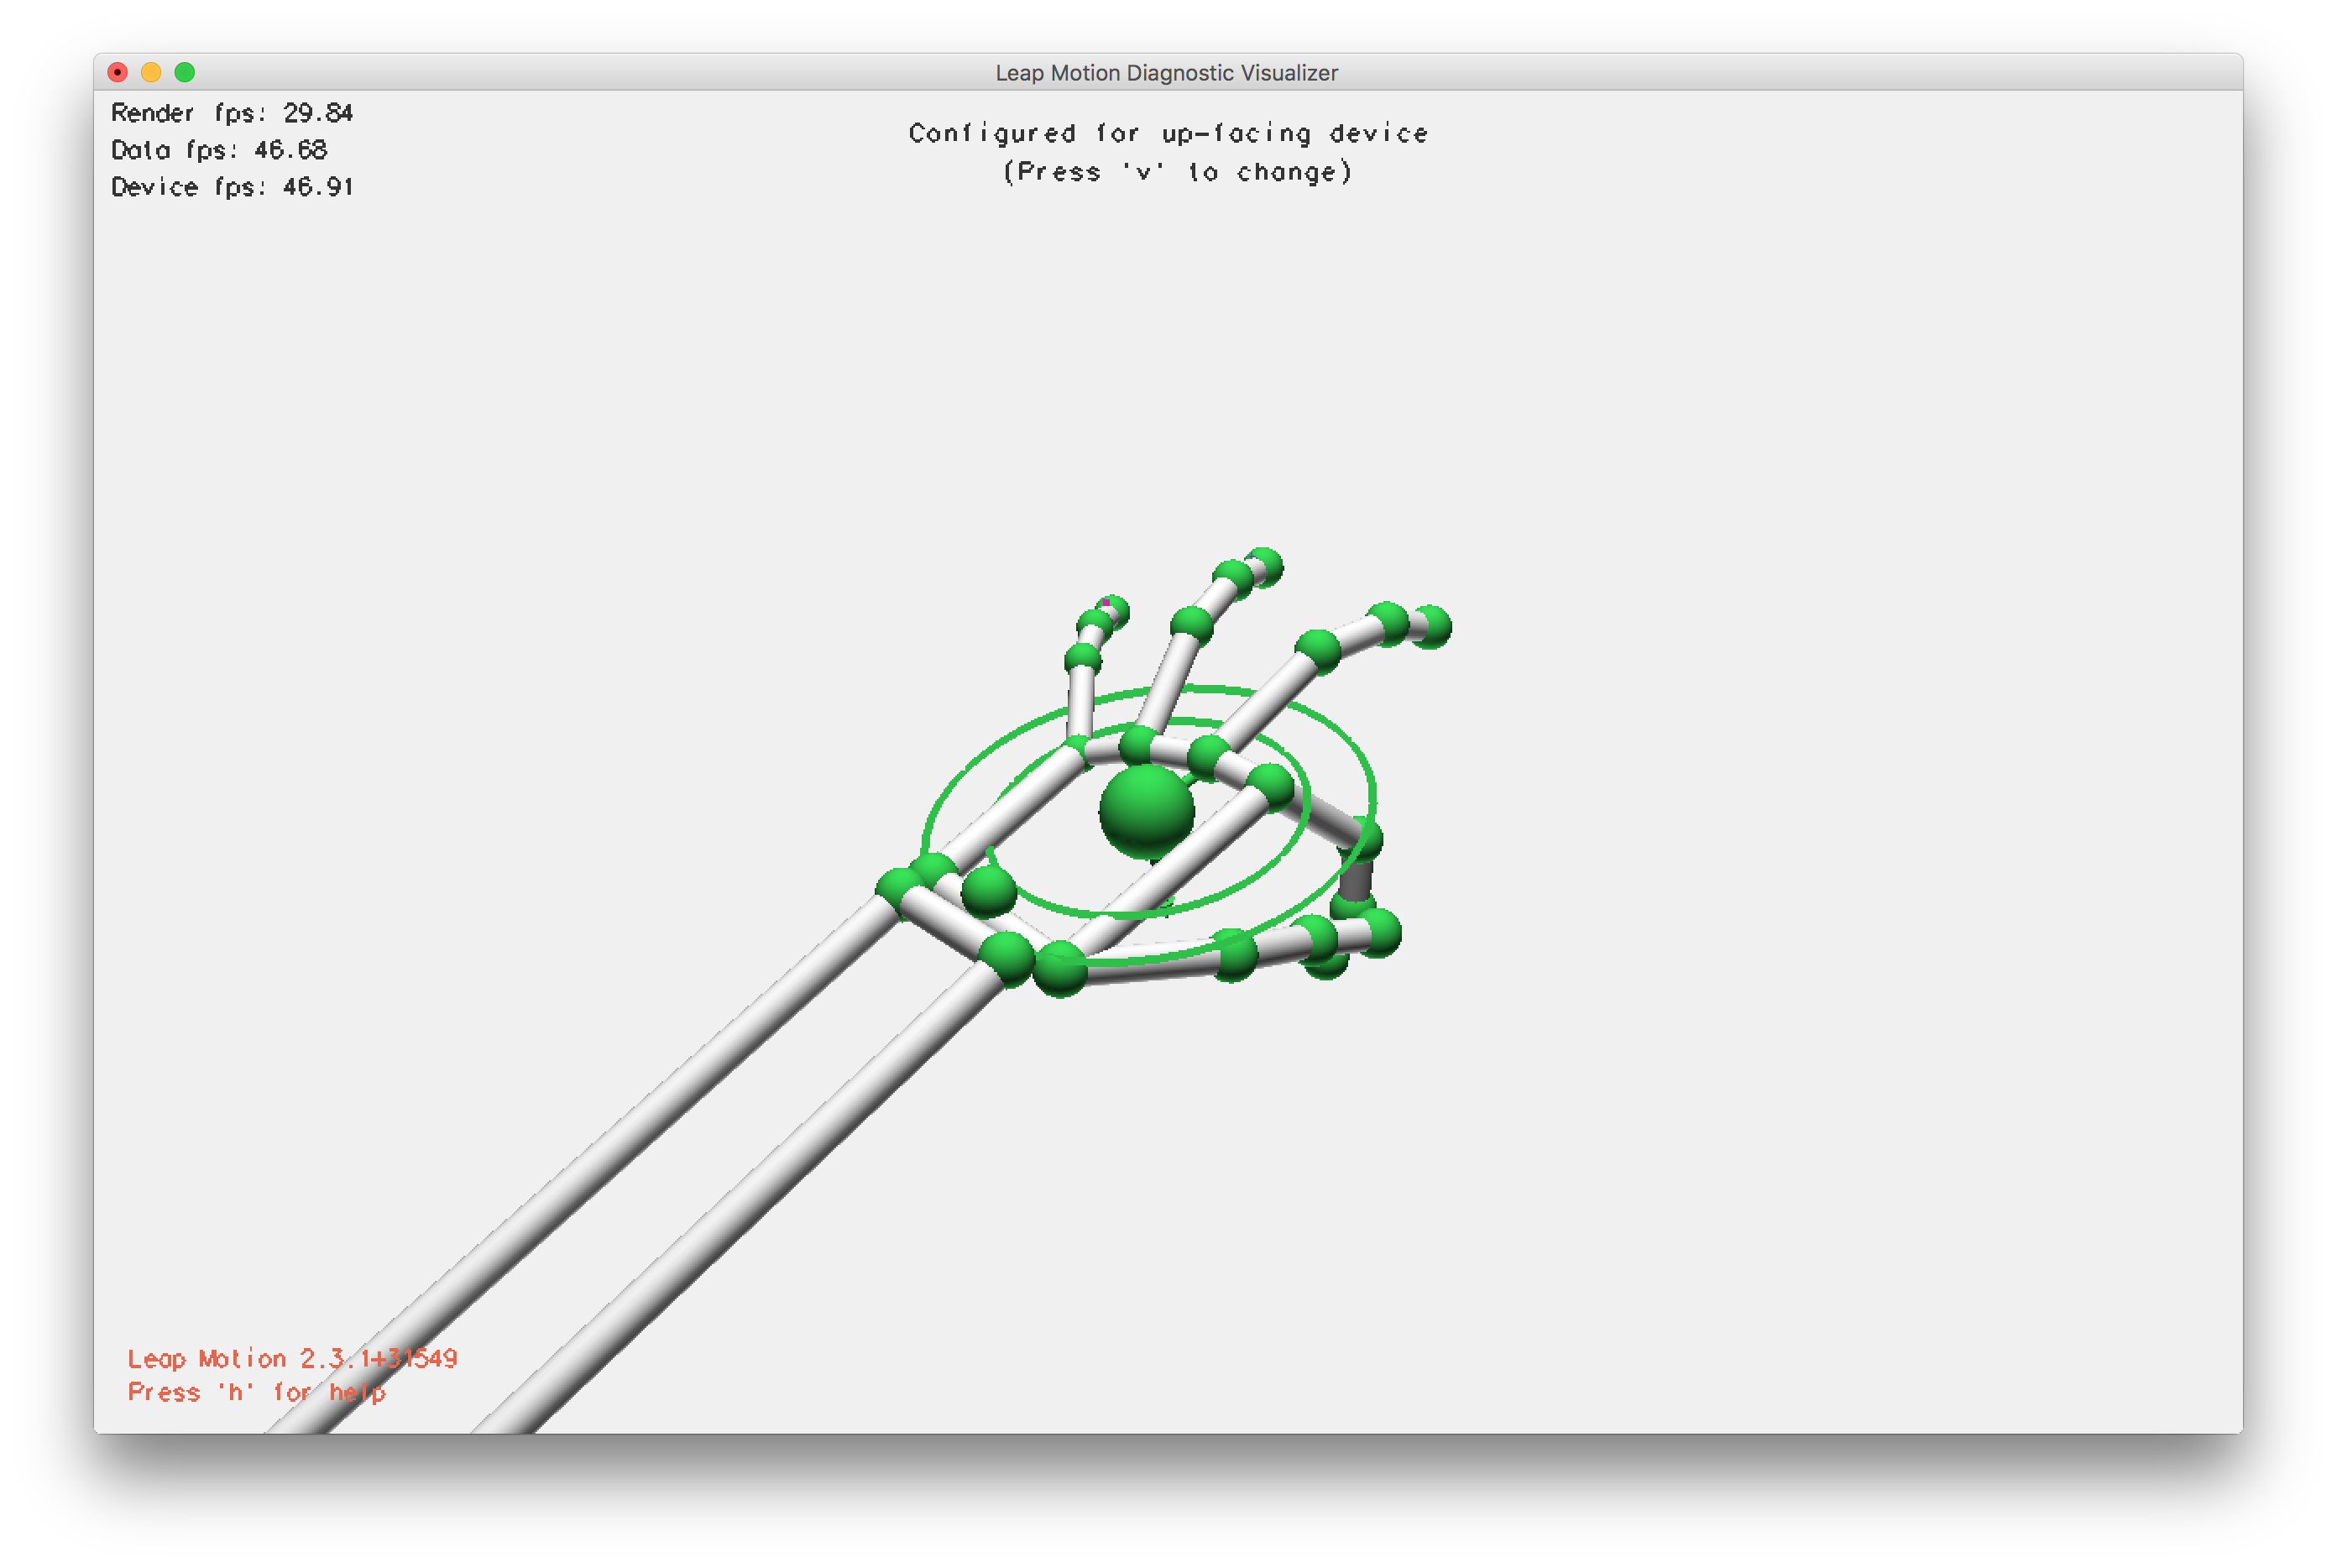 Leap Motion Diagnostic Visualizer
Render fps: 29.84
Data fps: 46.68
Device fps: 46.91
Configured for up-facing device
(Press 'v' to change)
Leap Motion 2.3.1+31549
Press 'h' for help